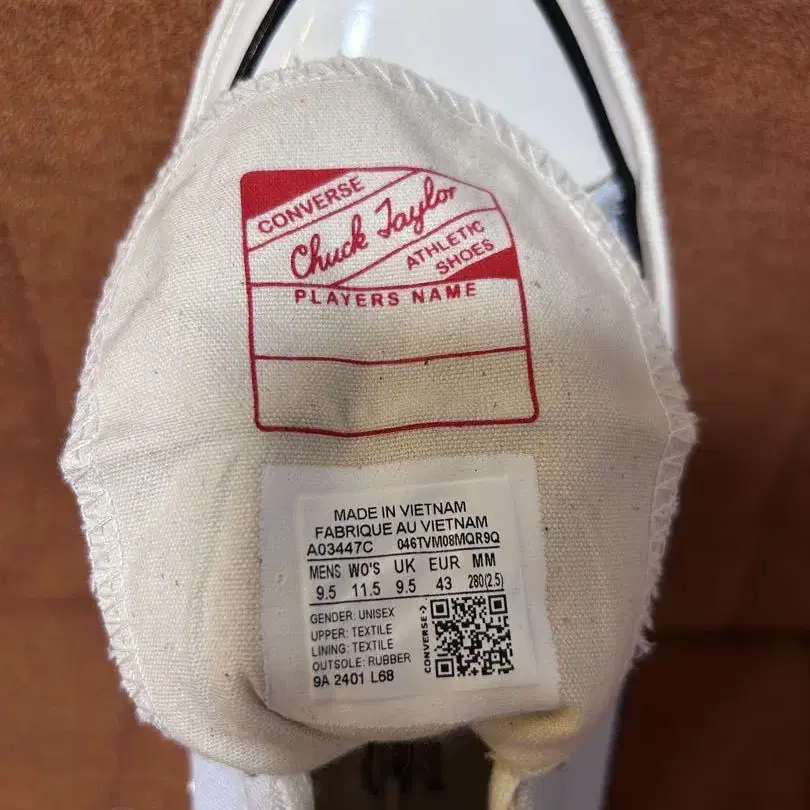 CONVERSE
Chuck Taylor
ATHLETIC
SHOES
PLAYERS NAME
MADE IN VIETNAM
FABRIQUE AU VIETNAM
A03447C 046TVM08MQR9Q
MENS WO'S UK EUR MM
9.5 11.5 9.5 43 280(2.5)
GENDER: UNISEX
UPPER: TEXTILE
LINING: TEXTILE
OUTSOLE: RUBBER
9A 2401 L68
CONVERSE->